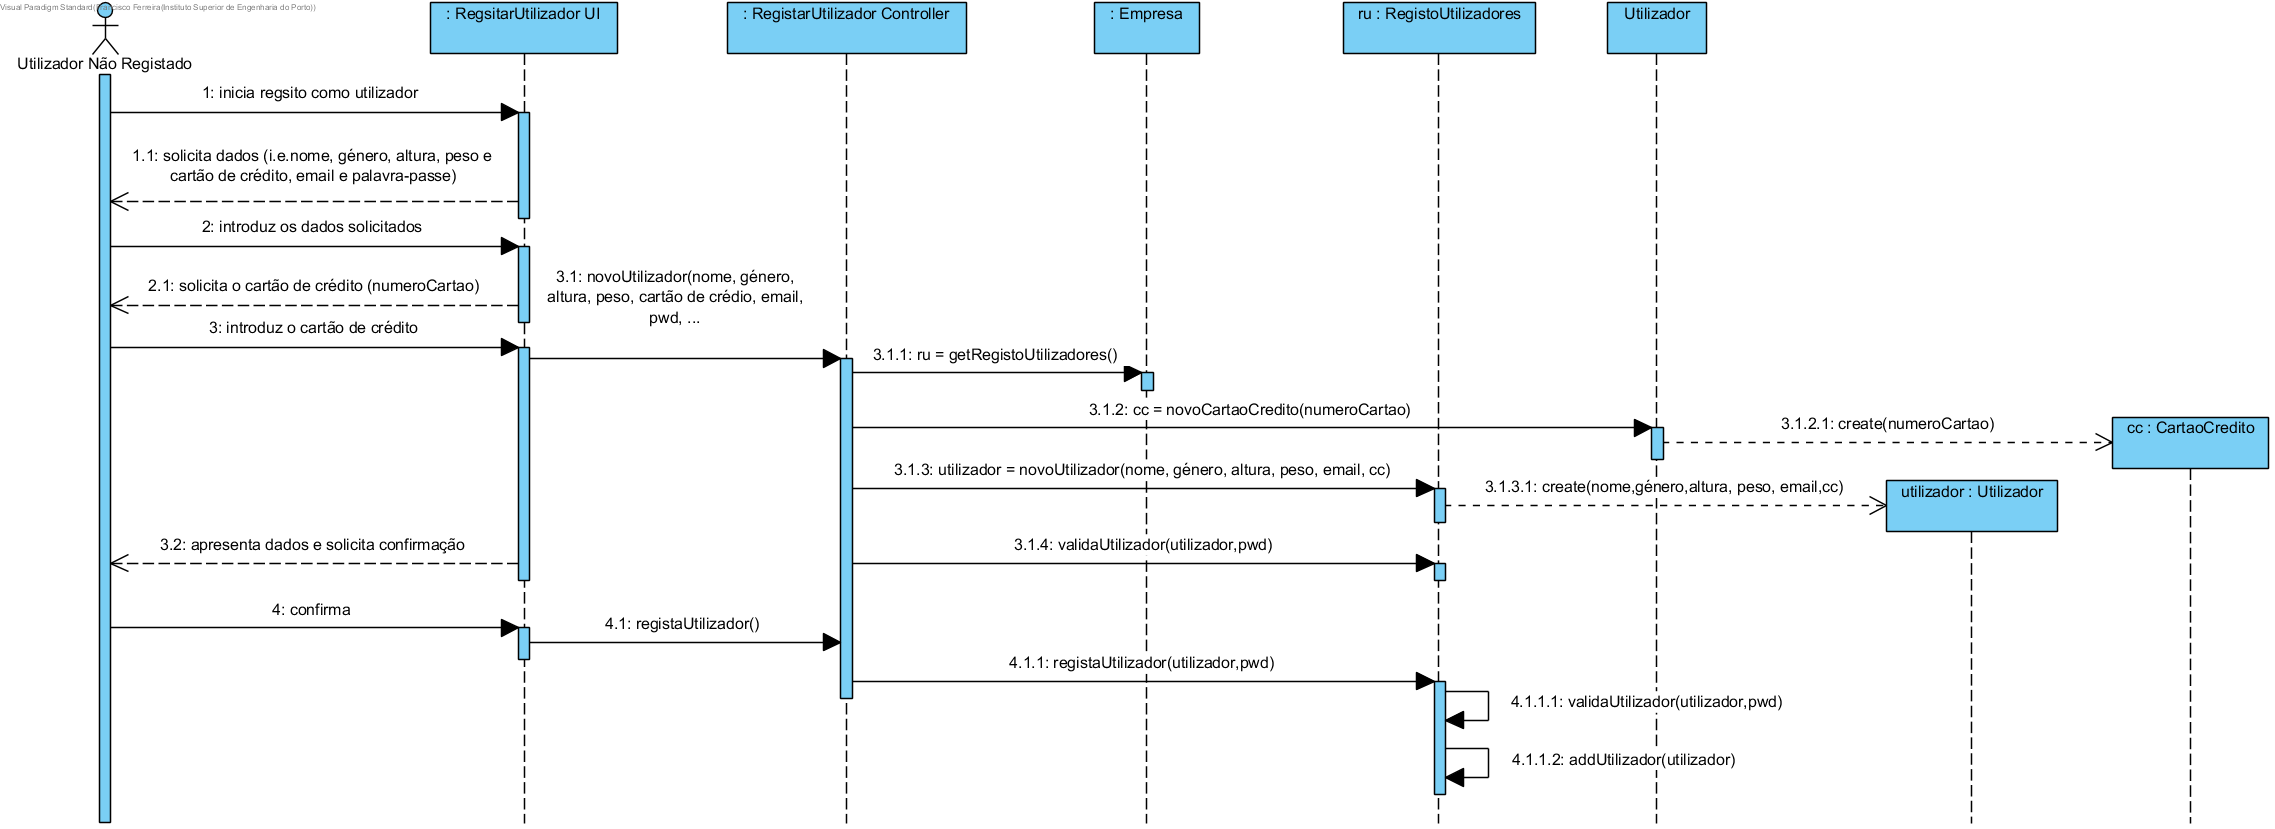 Visual Paradigm Standard(Francisco Ferreira(Instituto Superior de Engenharia do Porto))
: RegsitarUtilizador UI
: RegistarUtilizador Controller
: Empresa
ru : RegistoUtilizadores
Utilizador
Utilizador Não Registado
1: inicia regsito como utilizador
1.1: solicita dados (i.e.nome, género, altura, peso e
cartão de crédito, email e palavra-passe)
2: introduz os dados solicitados
2.1: solicita o cartão de crédito (numeroCartao)
3.1: novoUtilizador(nome, género,
altura, peso, cartão de crédio, email,
pwd, ...
3: introduz o cartão de crédito
3.1.1: ru = getRegistoUtilizadores()
3.1.2: cc = novoCartaoCredito(numeroCartao)
3.1.2.1: create(numeroCartao)
cc : CartaoCredito
3.1.3: utilizador = novoUtilizador(nome, género, altura, peso, email, cc)
3.1.3.1: create(nome,género,altura, peso, email,cc)
utilizador : Utilizador
3.2: apresenta dados e solicita confirmação
3.1.4: validaUtilizador(utilizador,pwd)
4: confirma
4.1: registaUtilizador()
4.1.1: registaUtilizador(utilizador,pwd)
4.1.1.1: validaUtilizador(utilizador,pwd)
4.1.1.2: addUtilizador(utilizador)